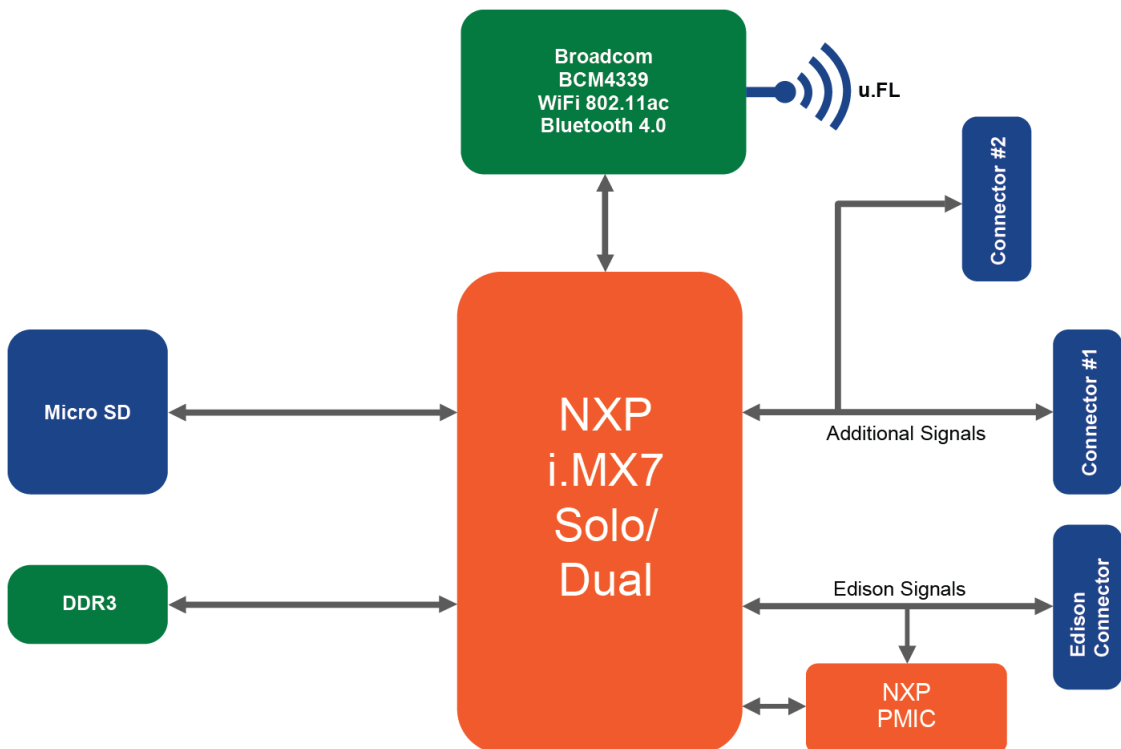 Broadcom
BCM4339
WiFi 802.11ac
Bluetooth 4.0
u.FL
Connector #2
Micro SD
NXP
i.MX7
Solo/
Dual
Additional Signals
Connector #1
DDR3
Edison Signals
Edison
Connector
NXP
PMIC